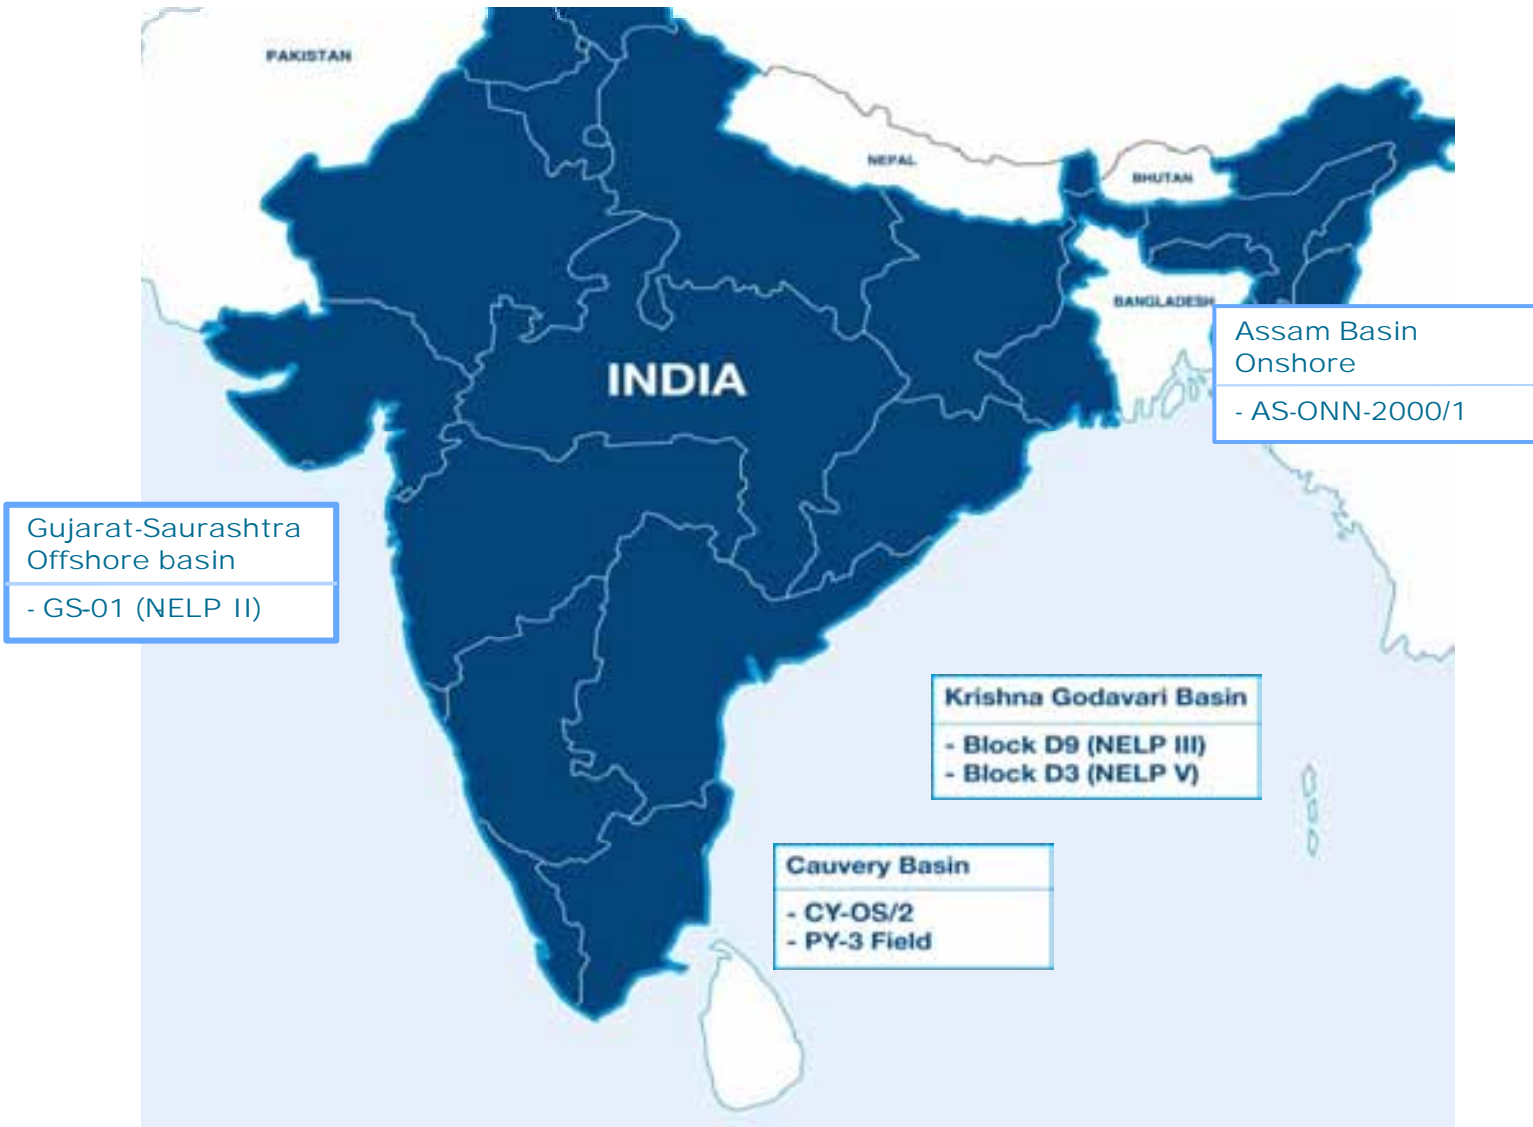 PAKISTAN
NEPAL
BHUTAN
BANGLADESH
INDIA
Assam Basin
Onshore
- AS-ONN-2000/1
Gujarat-Saurashtra
Offshore basin
- GS-01 (NELP II)
Krishna Godavari Basin
- Block D9 (NELP III)
- Block D3 (NELP V)
Cauvery Basin
- CY-OS/2
- PY-3 Field